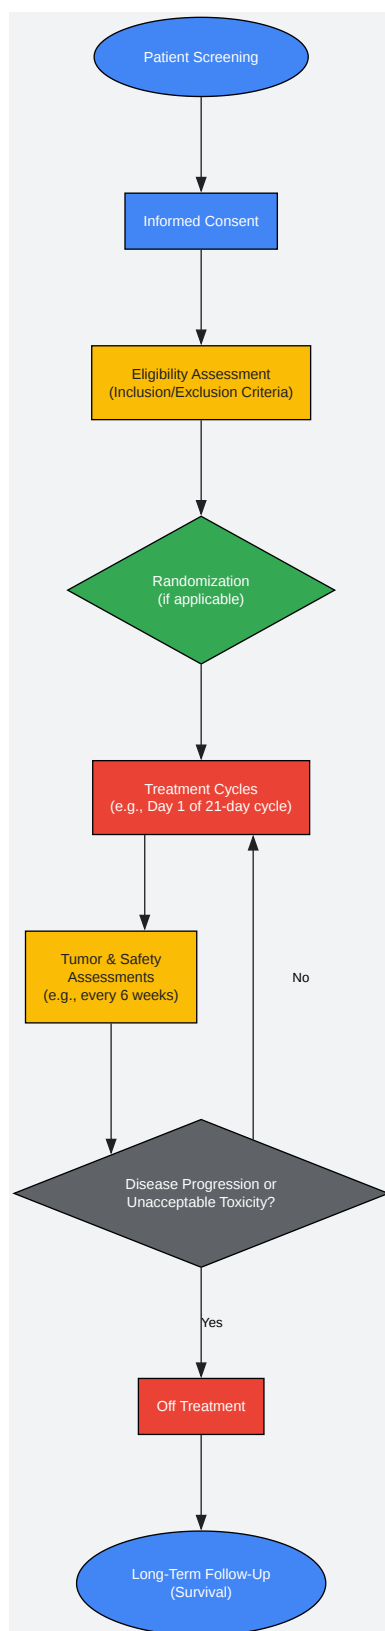 Patient Screening
Informed Consent
Eligibility Assessment
(Inclusion/Exclusion Criteria)
Randomization
(if applicable)
Treatment Cycles
(e.g., Day 1 of 21-day cycle)
Tumor & Safety
Assessments
(e.g., every 6 weeks)
No
Disease Progression or
Unacceptable Toxicity?
Yes
Off Treatment
Long-Term Follow-Up
(Survival)